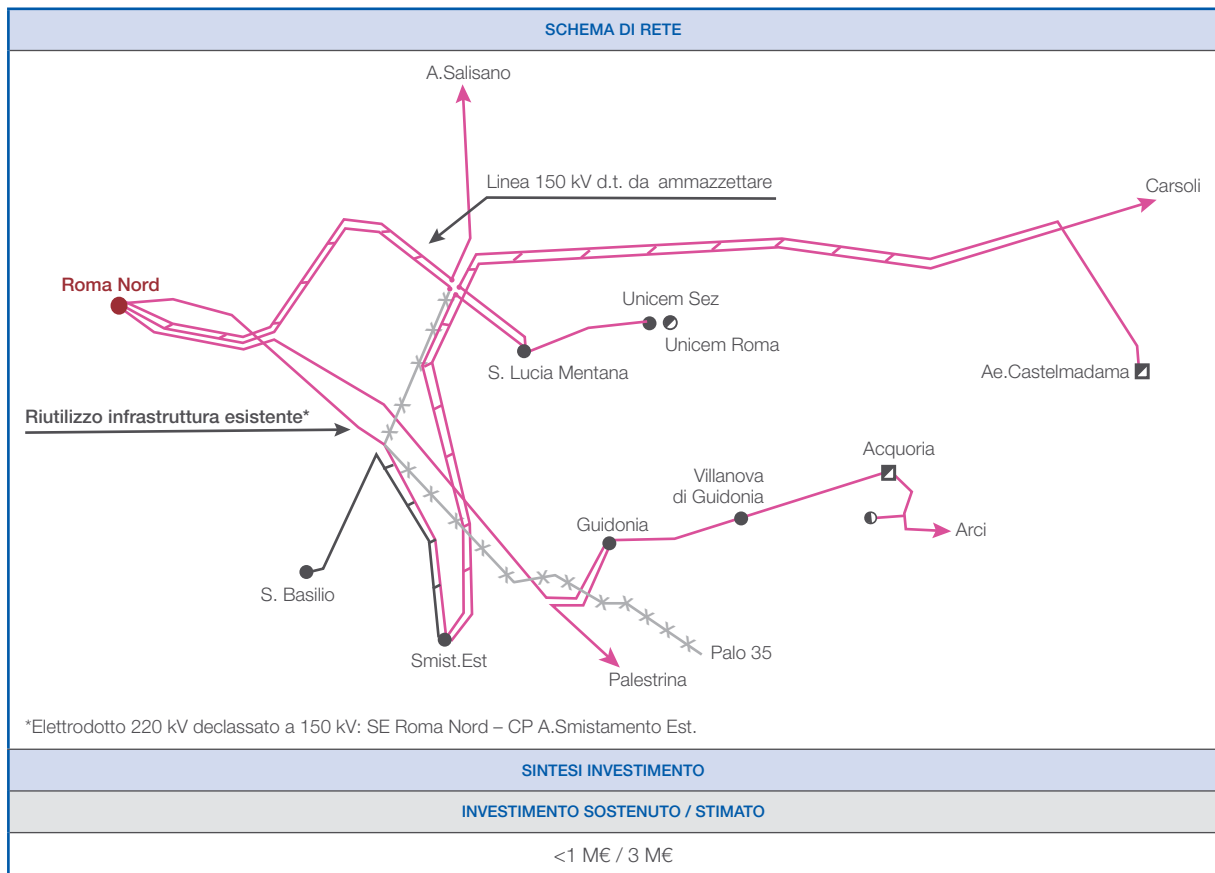 SCHEMA DI RETE
A.Salisano
Linea 150 kV d.t. da ammazzettare
Carsoli
Roma Nord
Unicem Sez
Unicem Roma
S. Lucia Mentana
Ae.Castelmadama
Riutilizzo infrastruttura esistente*
Acquoria
Villanova
di Guidonia
Guidonia
Arci
S. Basilio
Smist.Est
Palo 35
Palestrina
*Elettrodotto 220 kV declassato a 150 kV: SE Roma Nord – CP A.Smistamento Est.
SINTESI INVESTIMENTO
INVESTIMENTO SOSTENUTO / STIMATO
<1 M€ / 3 M€